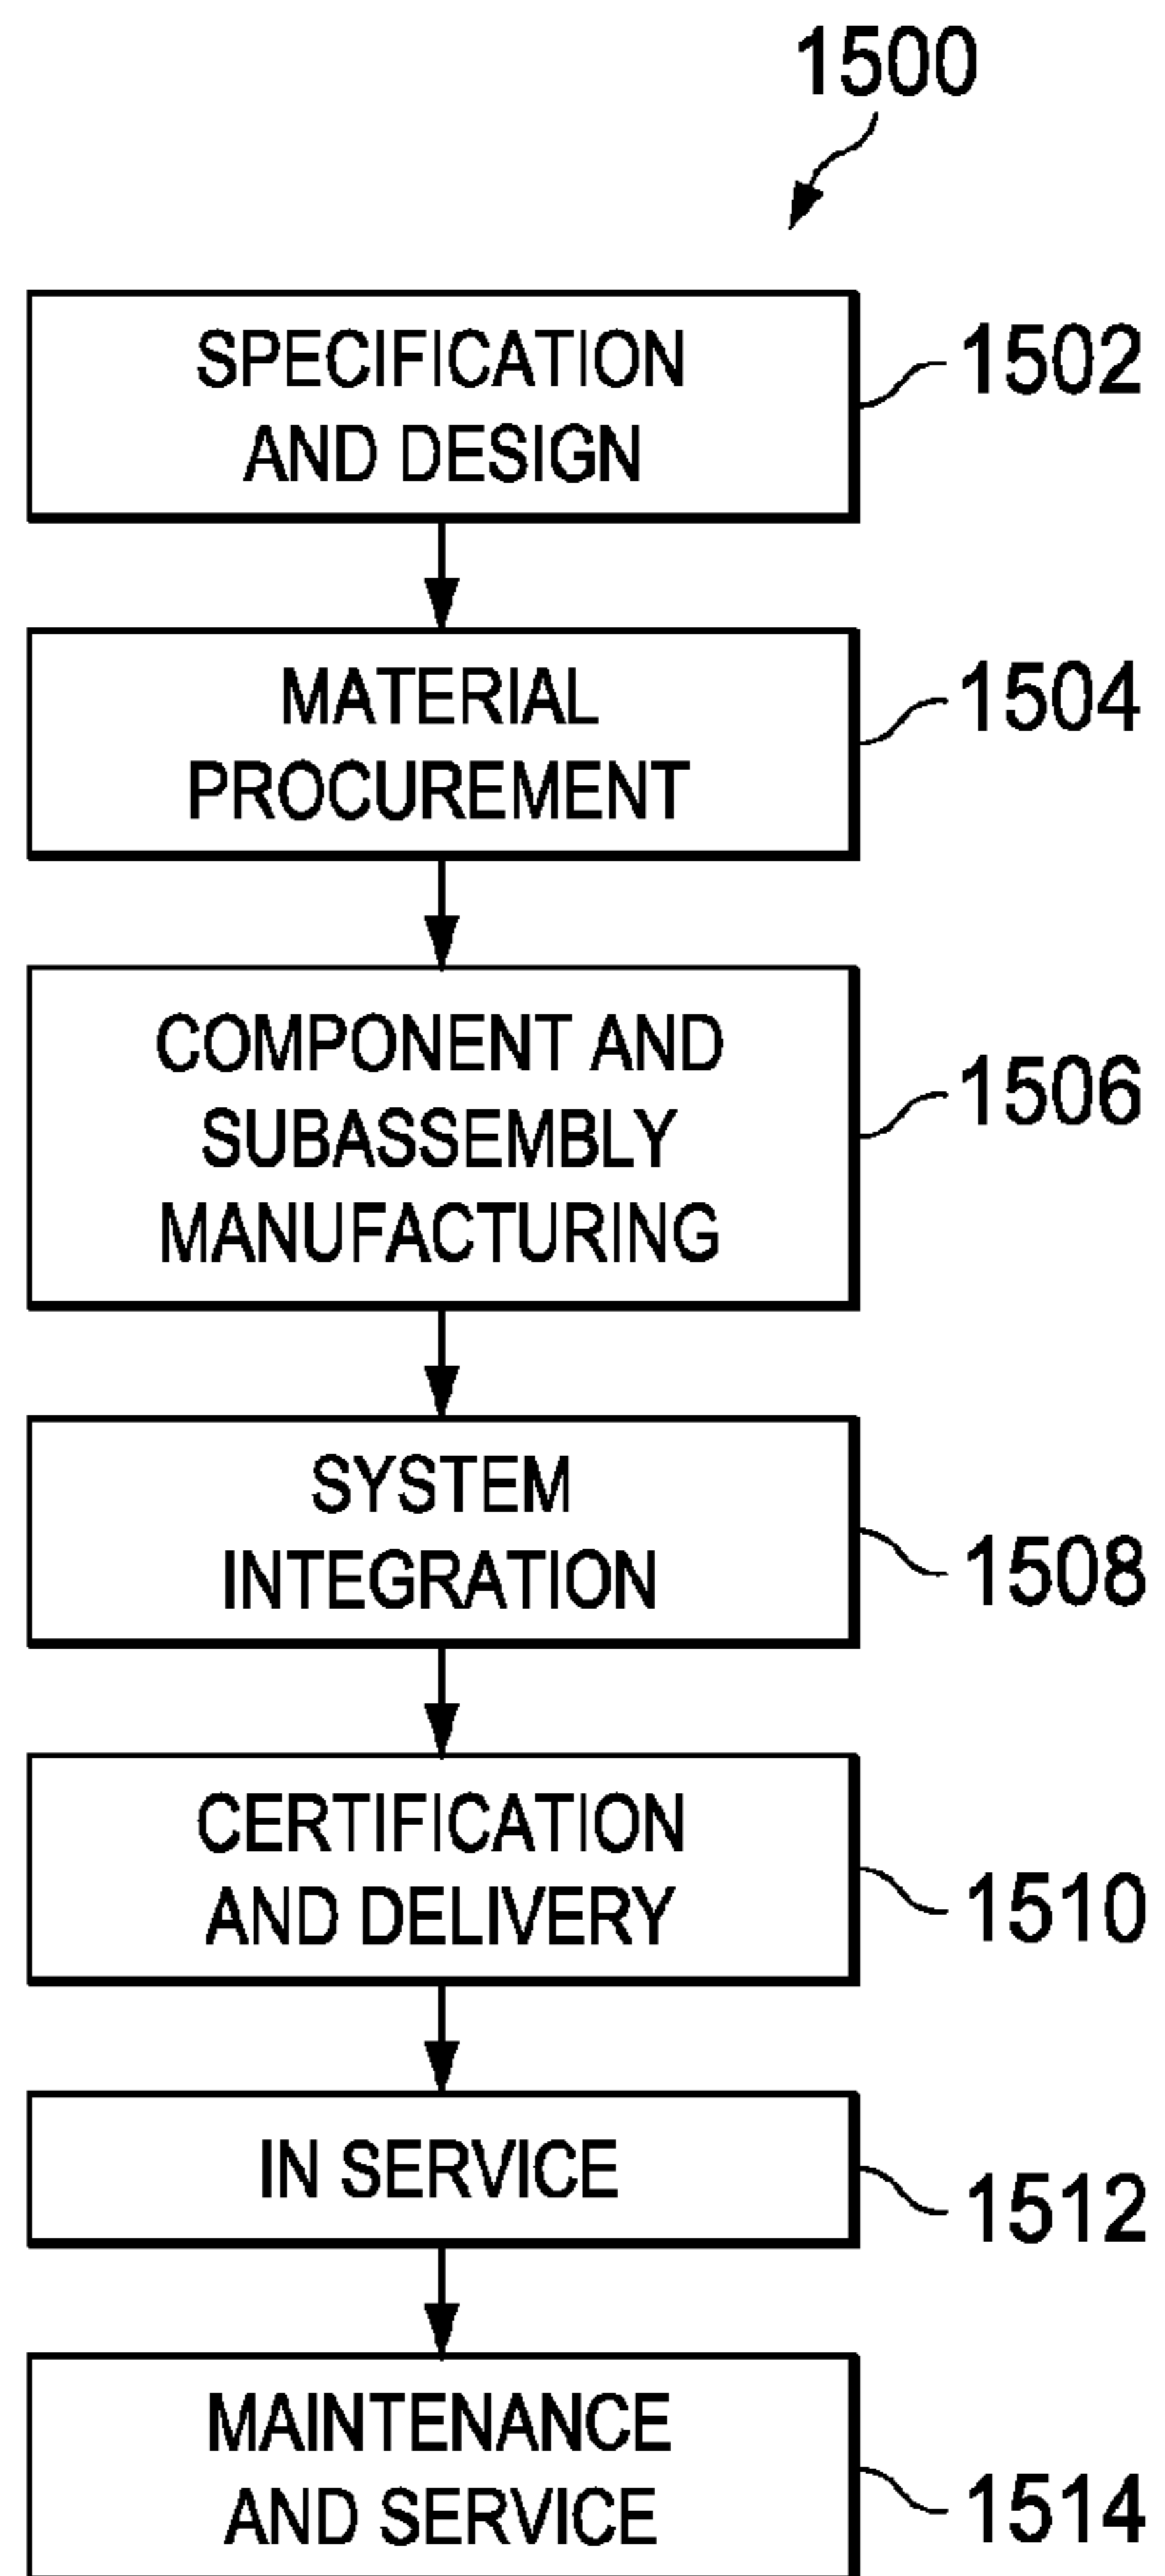 1500
SPECIFICATION
AND DESIGN
1502
MATERIAL
PROCUREMENT
1504
COMPONENT AND
SUBASSEMBLY
MANUFACTURING
1506
SYSTEM
INTEGRATION
1508
CERTIFICATION
AND DELIVERY
1510
IN SERVICE
1512
MAINTENANCE
AND SERVICE
1514